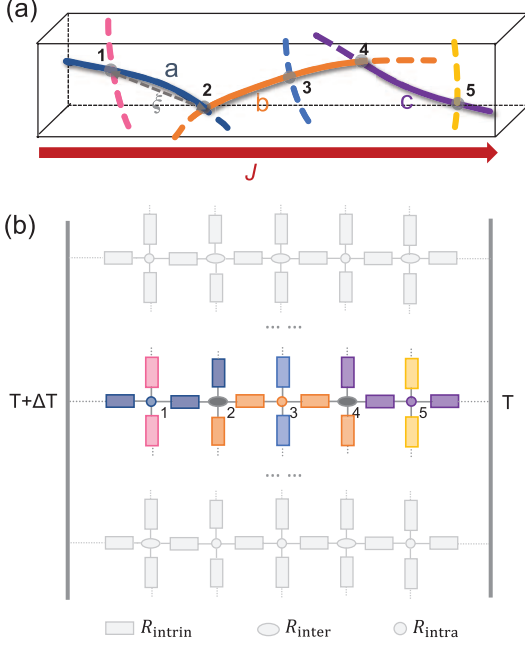 (a)
1
a
2
ξ
b
3
4
c
5
J
(b)
... ...
T+ΔT
1
2
3
4
5
T
... ...
R_intrin
R_inter
R_intra